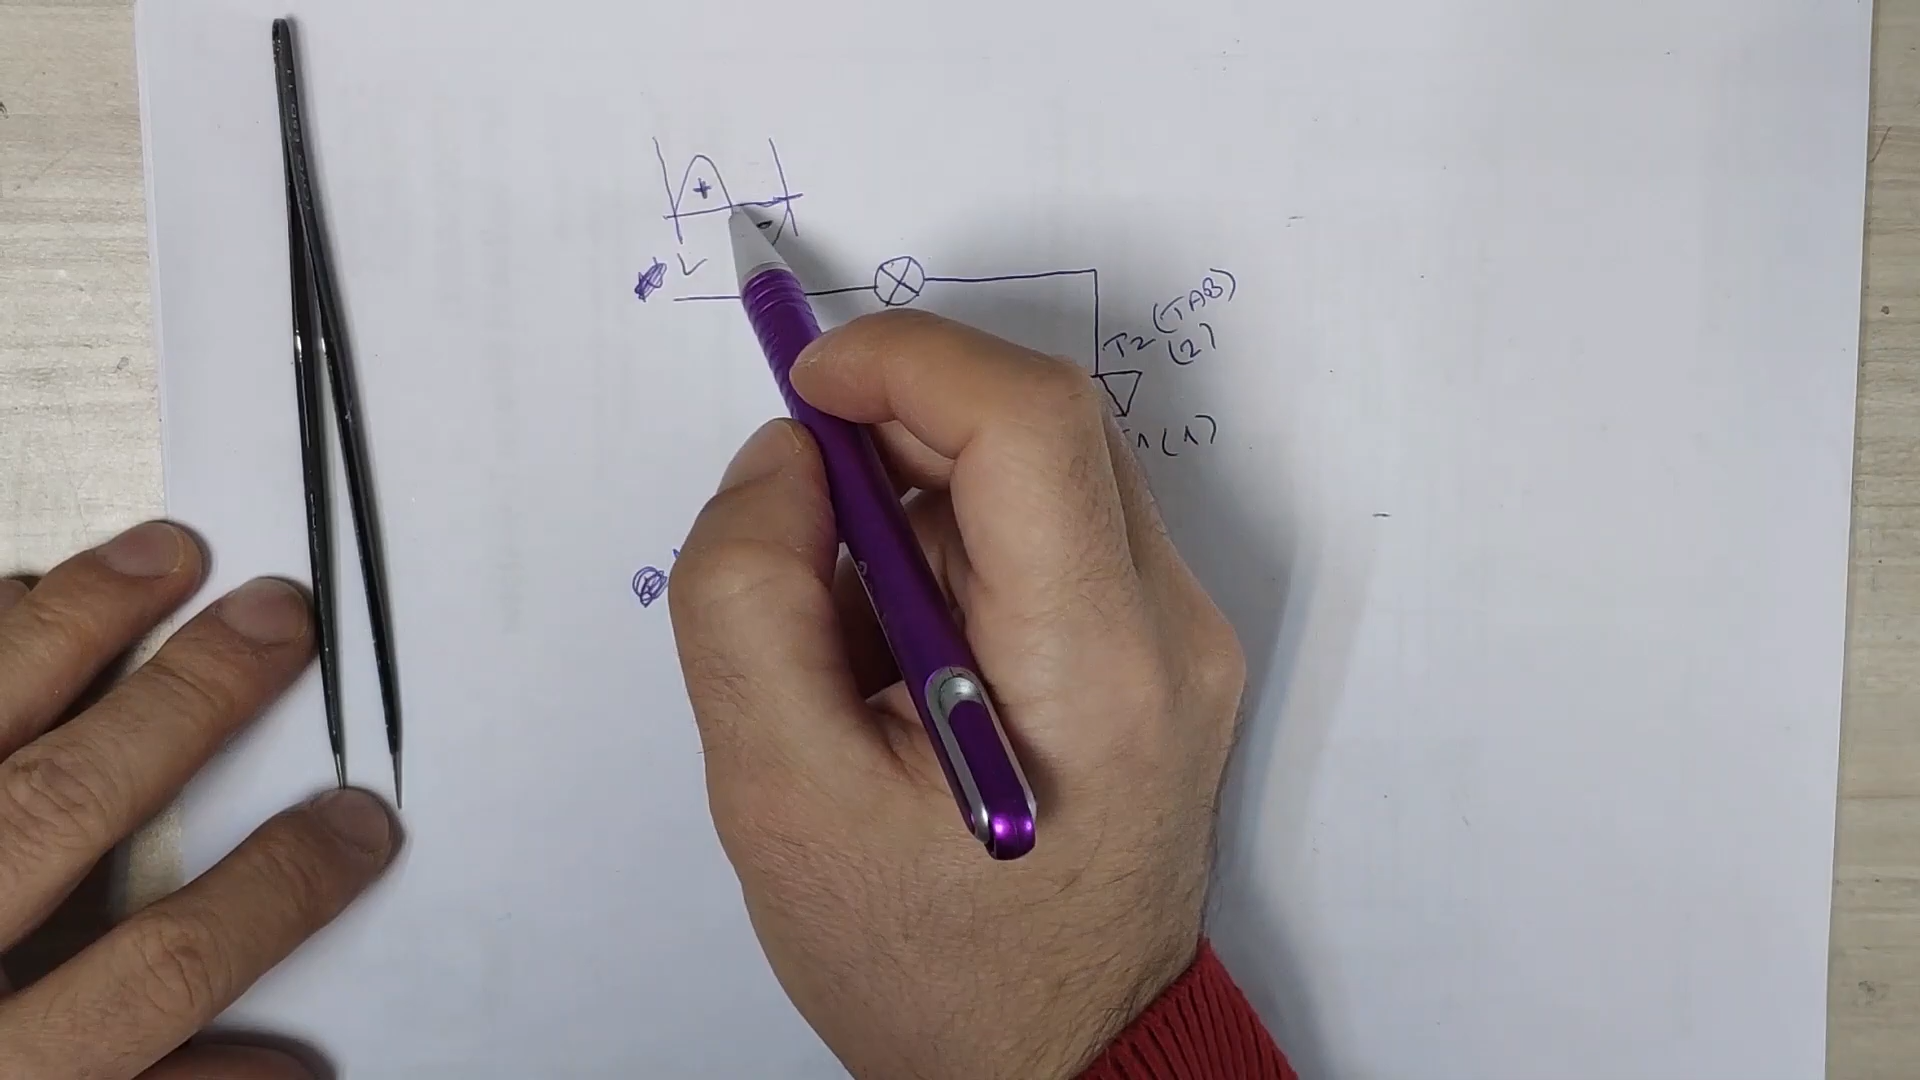 +
-
L
T2 (TAB)
(2)
(1)